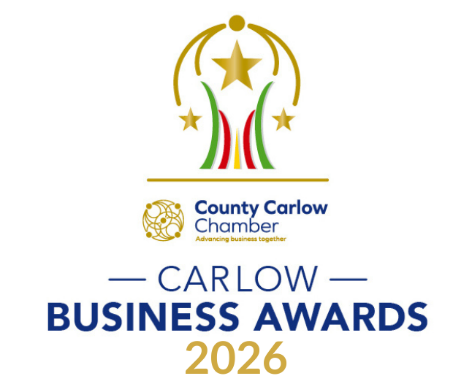 County Carlow
Chamber
Advancing business together
— CARLOW —
BUSINESS AWARDS
2026